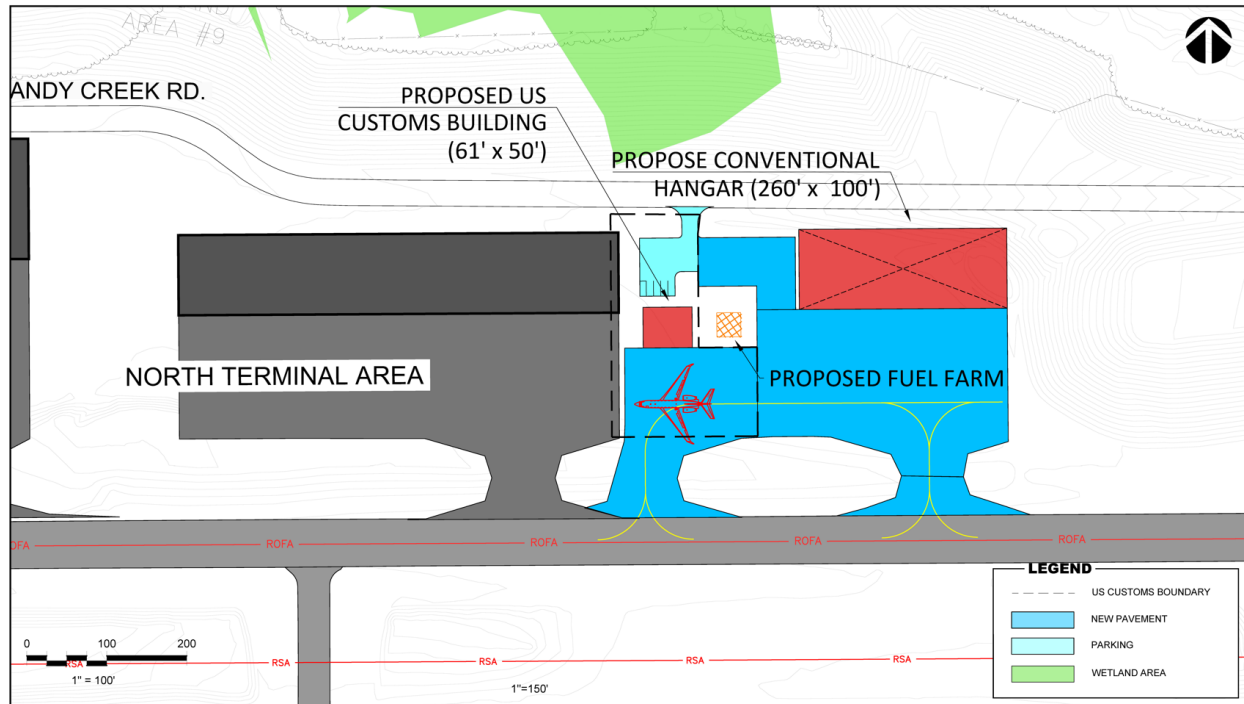 AREA #9
ANDY CREEK RD.
PROPOSED US
CUSTOMS BUILDING
(61' x 50')
PROPOSE CONVENTIONAL
HANGAR (260' x 100')
NORTH TERMINAL AREA
PROPOSED FUEL FARM
OFA
ROFA
ROFA
ROFA
ROFA
LEGEND
US CUSTOMS BOUNDARY
NEW PAVEMENT
PARKING
WETLAND AREA
0 100 200
RSA
RSA
RSA
RSA
RSA
1" = 100'
1"=150'